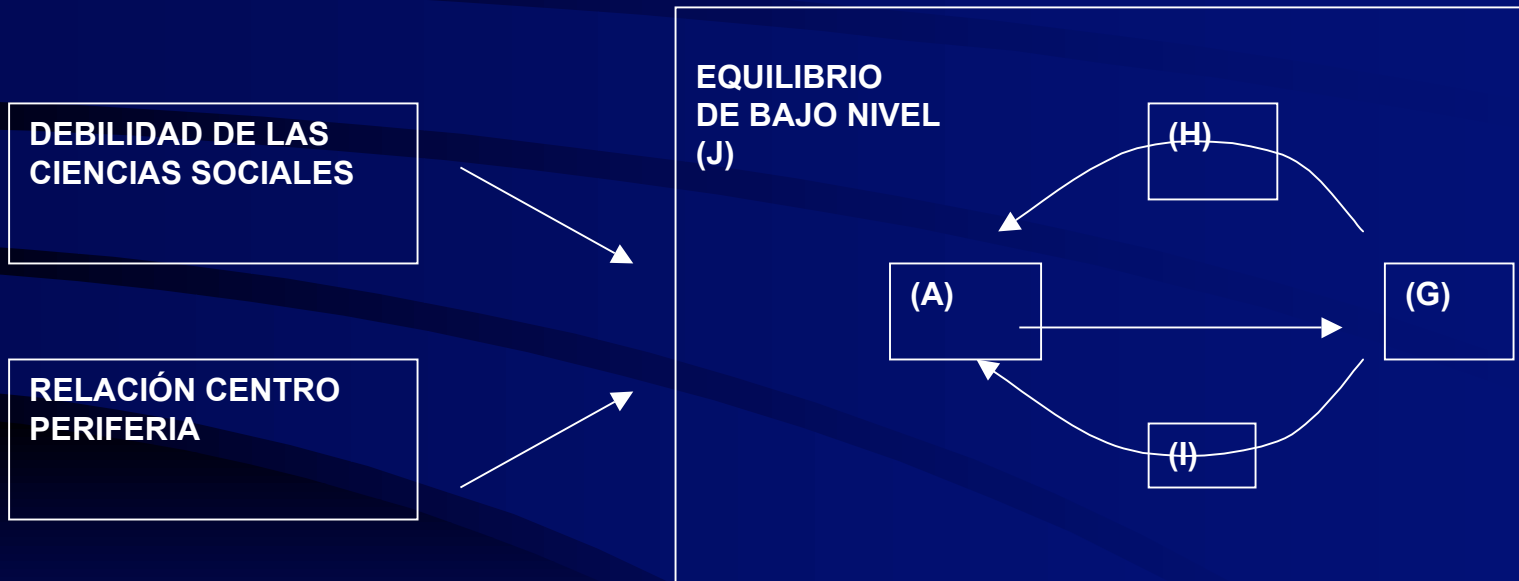 DEBILIDAD DE LAS
CIENCIAS SOCIALES
RELACIÓN CENTRO
PERIFERIA
EQUILIBRIO
DE BAJO NIVEL
(J)
(H)
(A)
(G)
(I)